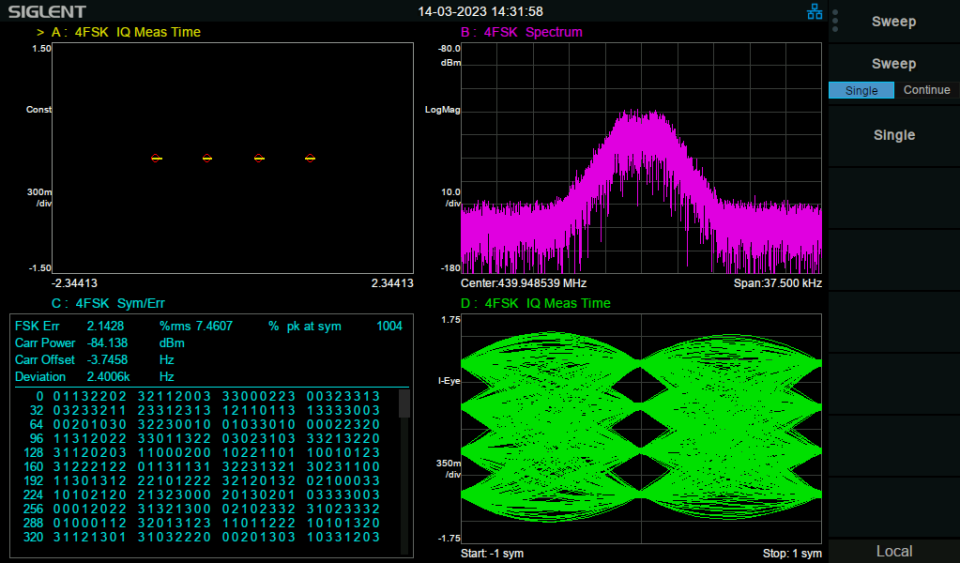 SIGLENT
14-03-2023 14:31:58
> A : 4FSK IQ Meas Time
1.50
Const
300m
/div
-1.50
-2.34413 2.34413
B : 4FSK Spectrum
-80.0
dBm
LogMag
10.0
/div
-180
Center:439.948539 MHz Span:37.500 kHz
C : 4FSK Sym/Err
FSK Err 2.1428 %rms 7.4607 % pk at sym 1004
Carr Power -84.138 dBm
Carr Offset -3.7458 Hz
Deviation 2.4006k Hz
0 01132202 32112003 33000223 00323313
32 03233211 23312313 12110113 13333003
64 00201030 32230010 01033010 00022320
96 11312022 33011322 03023103 33213220
128 31120203 11000200 10221101 10010123
160 31222122 01131131 32231321 30231100
192 11301312 22101222 32120132 02100033
224 10102120 21323000 20130201 03333003
256 00012022 31321300 02102332 31023332
288 01000112 32013123 11011222 10101320
320 31121301 31032220 00201303 10331203
D : 4FSK IQ Meas Time
1.75
I-Eye
350m
/div
-1.75
Start: -1 sym Stop: 1 sym
Sweep
Sweep
Single Continue
Single
Local